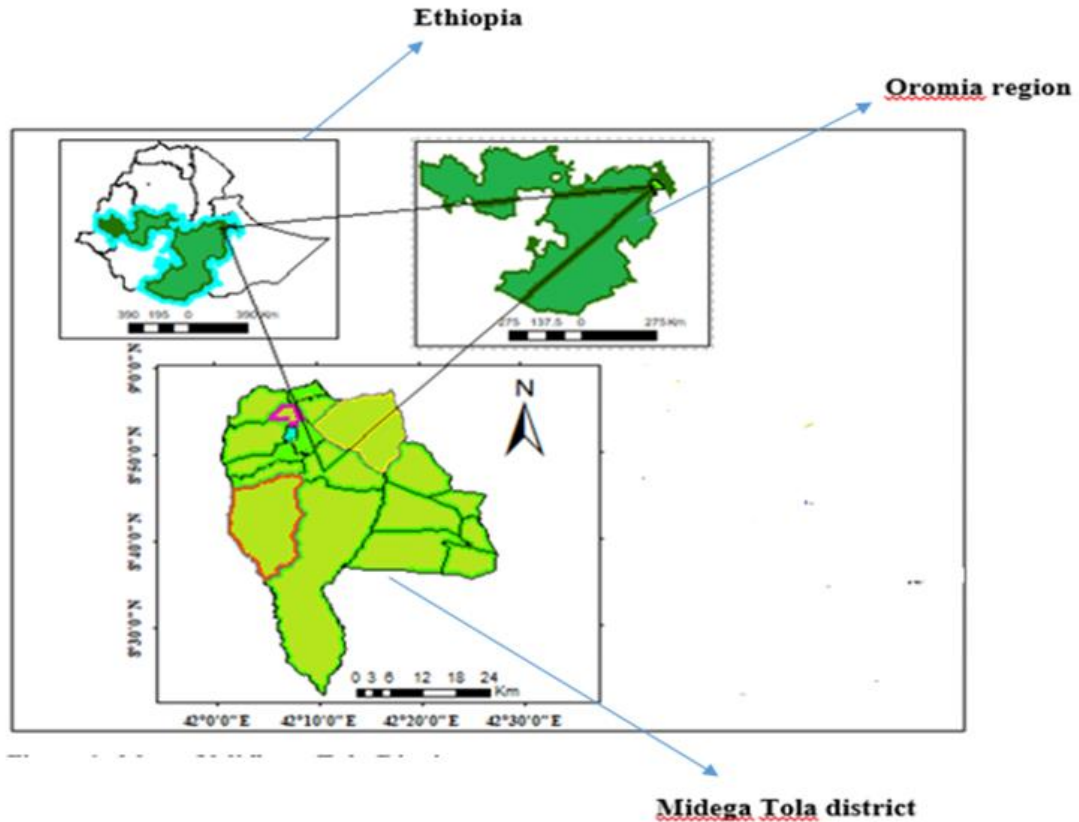 Ethiopia
Oromia region
390 195 0 390 Km
275 137.5 0 275 Km
9°0'0"N
8°50'0"N
8°40'0"N
8°30'0"N
N
0 3 6 12 18 24
Km
42°0'0"E 42°10'0"E 42°20'0"E 42°30'0"E
Midega Tola district